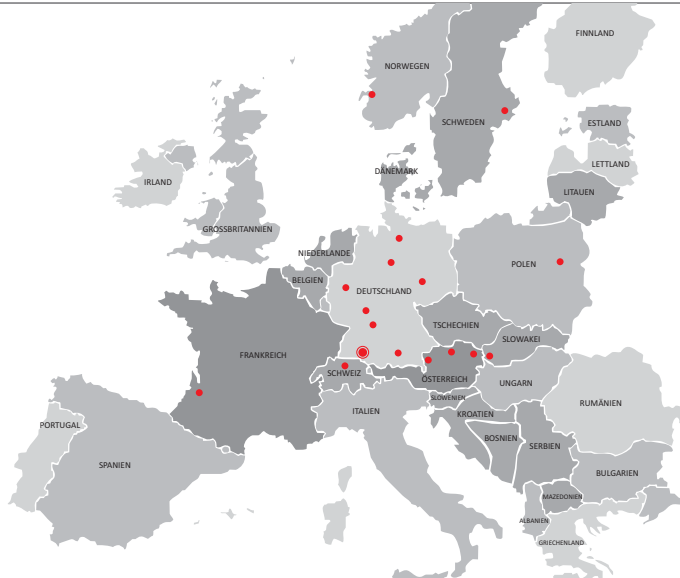 FINNLAND
NORWEGEN
SCHWEDEN
ESTLAND
LETTLAND
DÄNEMARK
IRLAND
LITAUEN
GROSSBRITANNIEN
NIEDERLANDE
POLEN
BELGIEN
DEUTSCHLAND
TSCHECHIEN
SLOWAKEI
FRANKREICH
SCHWEIZ
ÖSTERREICH
UNGARN
SLOWENIEN
RUMÄNIEN
ITALIEN
KROATIEN
PORTUGAL
BOSNIEN
SERBIEN
SPANIEN
BULGARIEN
MAZEDONIEN
ALBANIEN
GRIECHENLAND